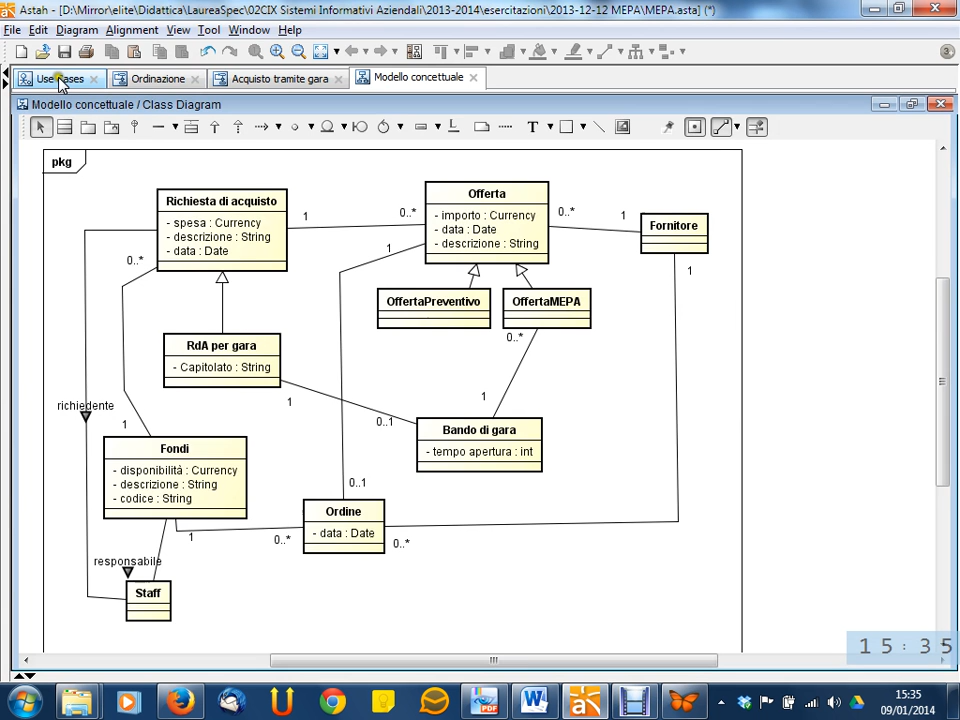 Astah - [D:\Mirror\elite\Didattica\LaureaSpec\02CIX Sistemi Informativi Aziendali\2013-2014\esercitazioni\2013-12-12 MEPA\MEPA.asta] (*)
File Edit Diagram Alignment View Tool Window Help
Ordinazione Acquisto tramite gara Modello concettuale
Modello concettuale / Class Diagram
pkg
Richiesta di acquisto
- spesa : Currency
- descrizione : String
- data : Date
1
0..*
Offerta
- importo : Currency
- data : Date
- descrizione : String
0..*
1
Fornitore
1
1
0..*
OffertaPreventivo
OffertaMEPA
0..*
RdA per gara
- Capitolato : String
1
0..1
1
Bando di gara
- tempo apertura : int
richiedente
1
Fondi
- disponibilità : Currency
- descrizione : String
- codice : String
0..1
Ordine
- data : Date
1
0..*
0..*
responsabile
Staff
15:35
15:35
09/01/2014